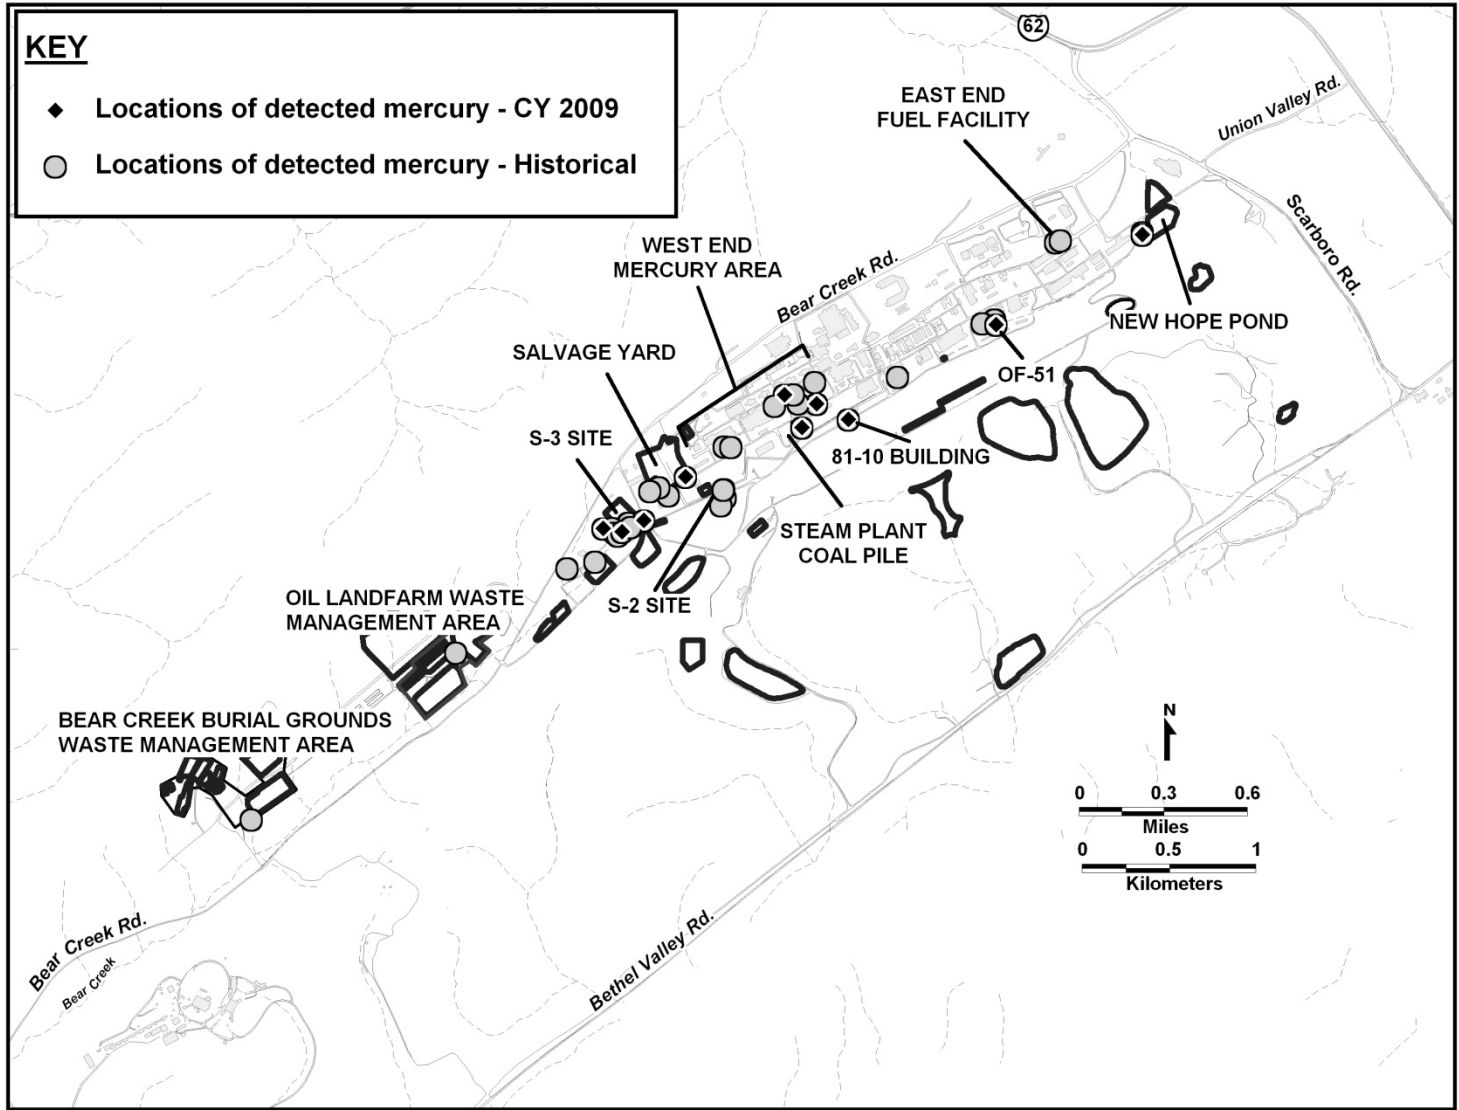 KEY
Locations of detected mercury - CY 2009
Locations of detected mercury - Historical
62
EAST END
FUEL FACILITY
Union Valley Rd.
Scarboro Rd.
WEST END
MERCURY AREA
Bear Creek Rd.
NEW HOPE POND
SALVAGE YARD
OF-51
S-3 SITE
81-10 BUILDING
STEAM PLANT
COAL PILE
OIL LANDFARM WASTE
MANAGEMENT AREA
S-2 SITE
BEAR CREEK BURIAL GROUNDS
WASTE MANAGEMENT AREA
N
0 0.3 0.6
Miles
0 0.5 1
Kilometers
Bear Creek Rd.
Bear Creek
Bethel Valley Rd.